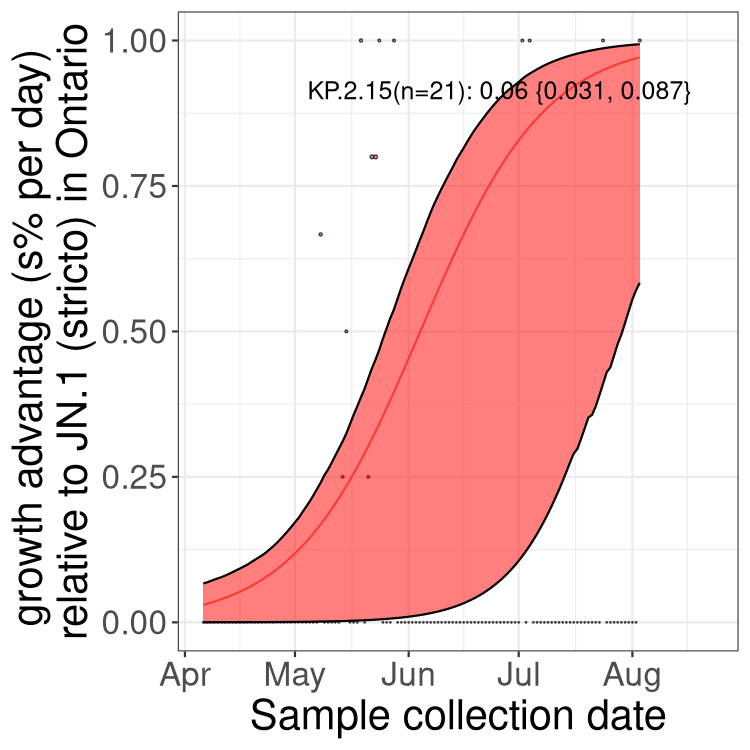 growth advantage (s% per day)
relative to JN.1 (stricto) in Ontario
1.00
0.75
0.50
0.25
0.00
KP.2.15(n=21): 0.06 {0.031, 0.087}
Apr May Jun Jul Aug
Sample collection date